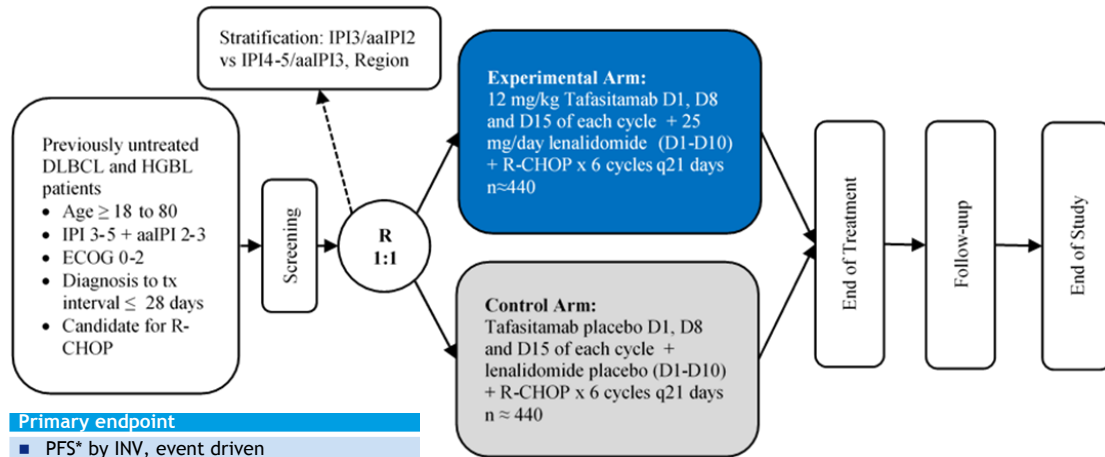 Stratification: IPI3/aaIPI2
vs IPI4-5/aaIPI3, Region
Previously untreated
DLBCL and HGBL
patients
• Age ≥ 18 to 80
• IPI 3-5 + aaIPI 2-3
• ECOG 0-2
• Diagnosis to tx
interval ≤ 28 days
• Candidate for R-
CHOP
Screening
R
1:1
Experimental Arm:
12 mg/kg Tafasitamab D1, D8
and D15 of each cycle + 25
mg/day lenalidomide (D1-D10)
+ R-CHOP x 6 cycles q21 days
n≈440
Control Arm:
Tafasitamab placebo D1, D8
and D15 of each cycle +
lenalidomide placebo (D1-D10)
+ R-CHOP x 6 cycles q21 days
n ≈ 440
End of Treatment
Follow-uup
End of Study
Primary endpoint
■ PFS* by INV, event driven